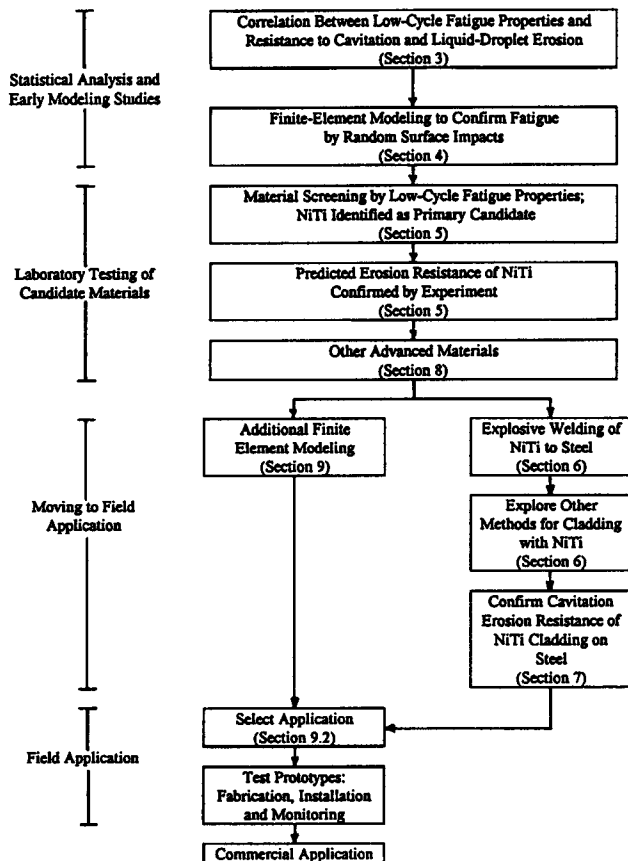 Correlation Between Low-Cycle Fatigue Properties and
Resistance to Cavitation and Liquid-Droplet Erosion
(Section 3)
Statistical Analysis and
Early Modeling Studies
Finite-Element Modeling to Confirm Fatigue
by Random Surface Impacts
(Section 4)
Material Screening by Low-Cycle Fatigue Properties;
NiTi Identified as Primary Candidate
(Section 5)
Laboratory Testing of
Candidate Materials
Predicted Erosion Resistance of NiTi
Confirmed by Experiment
(Section 5)
Other Advanced Materials
(Section 8)
Additional Finite
Element Modeling
(Section 9)
Explosive Welding of
NiTi to Steel
(Section 6)
Moving to Field
Application
Explore Other
Methods for Cladding
with NiTi
(Section 6)
Confirm Cavitation
Erosion Resistance of
NiTi Cladding on
Steel
(Section 7)
Select Application
(Section 9.2)
Field Application
Test Prototypes:
Fabrication, Installation
and Monitoring
Commercial Application